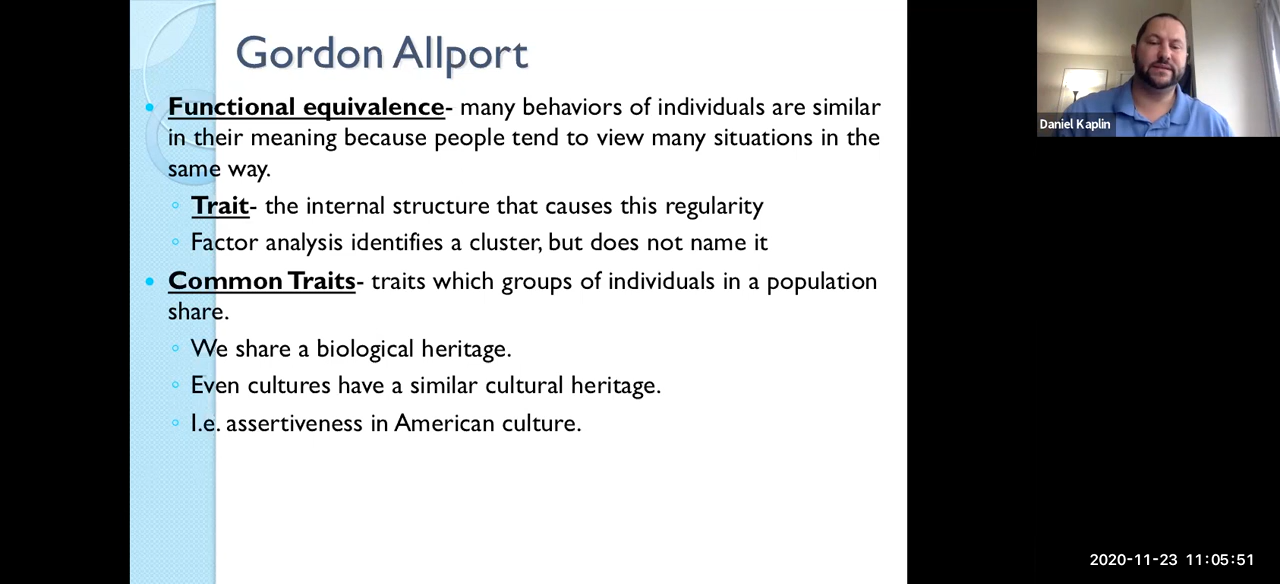 Gordon Allport
Functional equivalence- many behaviors of individuals are similar
in their meaning because people tend to view many situations in the
same way.
Trait- the internal structure that causes this regularity
Factor analysis identifies a cluster, but does not name it
Common Traits- traits which groups of individuals in a population
share.
We share a biological heritage.
Even cultures have a similar cultural heritage.
I.e. assertiveness in American culture.
Daniel Kaplin
2020-11-23 11:05:51